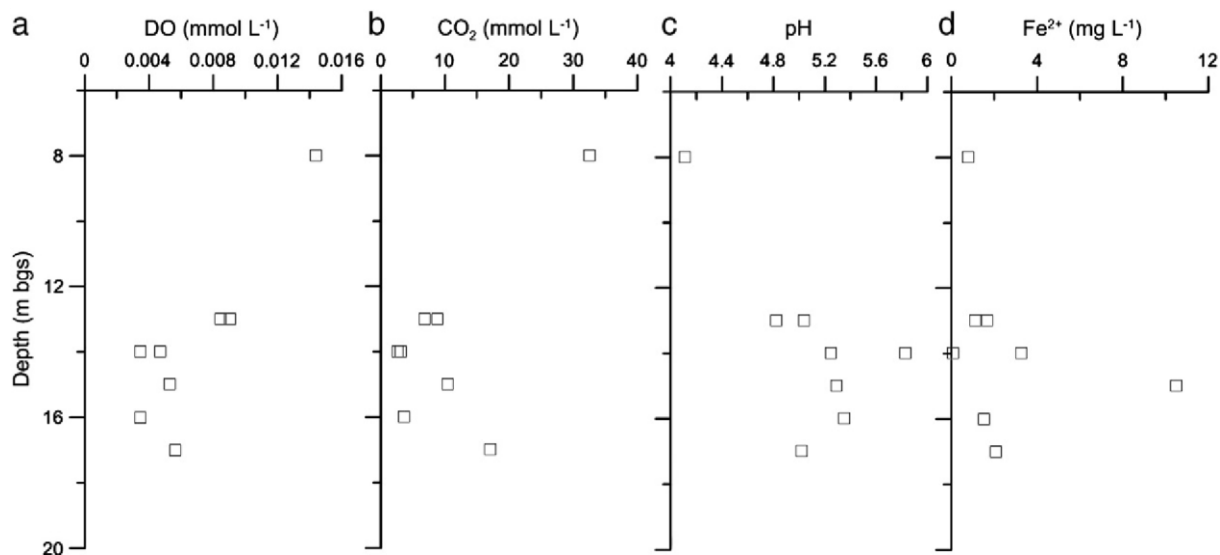 a DO (mmol L⁻¹) b CO₂ (mmol L⁻¹) c pH d Fe²⁺ (mg L⁻¹)
0 0.004 0.008 0.012 0.016 0 10 20 30 40 4 4.4 4.8 5.2 5.6 6 0 4 8 12
8
12
Depth (m bgs)
16
20